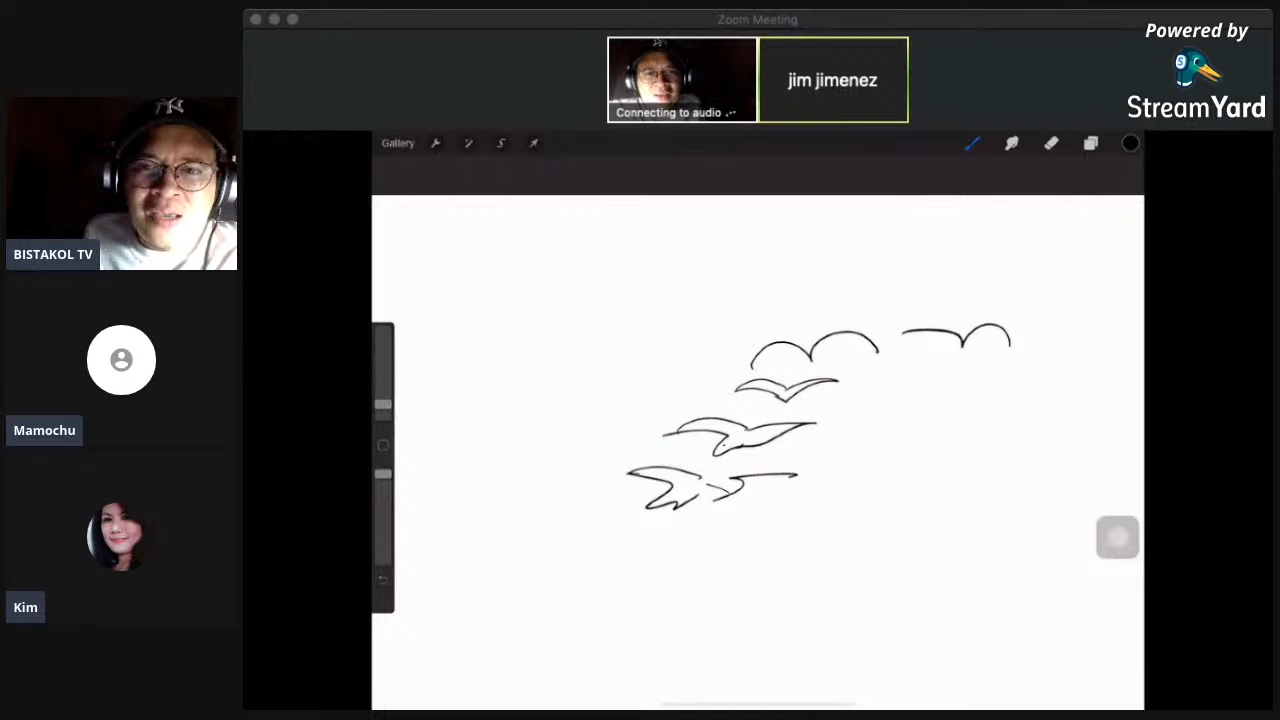 Zoom Meeting
Powered by
StreamYard
jim jimenez
Connecting to audio ...
Gallery
BISTAKOL TV
Mamochu
Kim